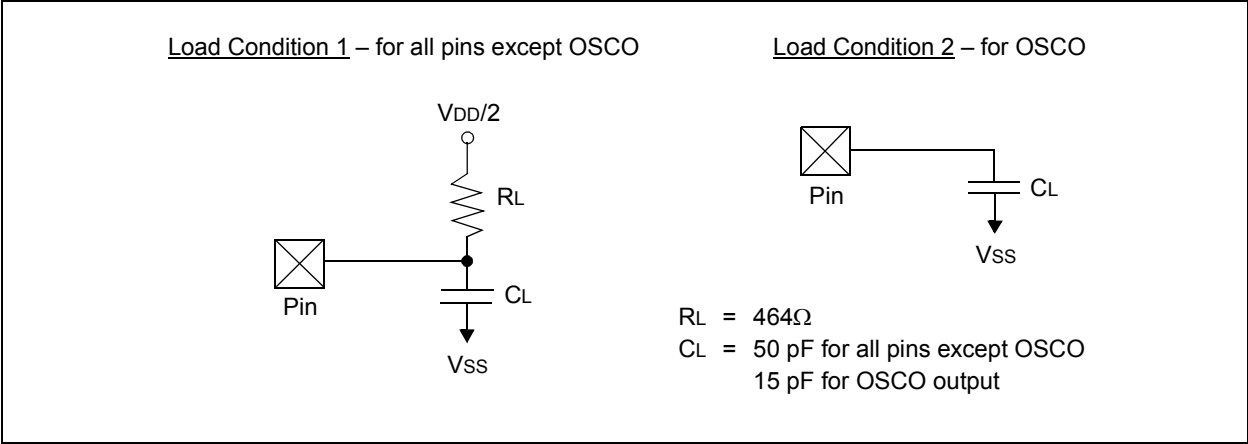 Load Condition 1 – for all pins except OSCO
Load Condition 2 – for OSCO
VDD/2
RL
Pin
CL
VSS
Pin
CL
VSS
RL = 464Ω
CL = 50 pF for all pins except OSCO
15 pF for OSCO output